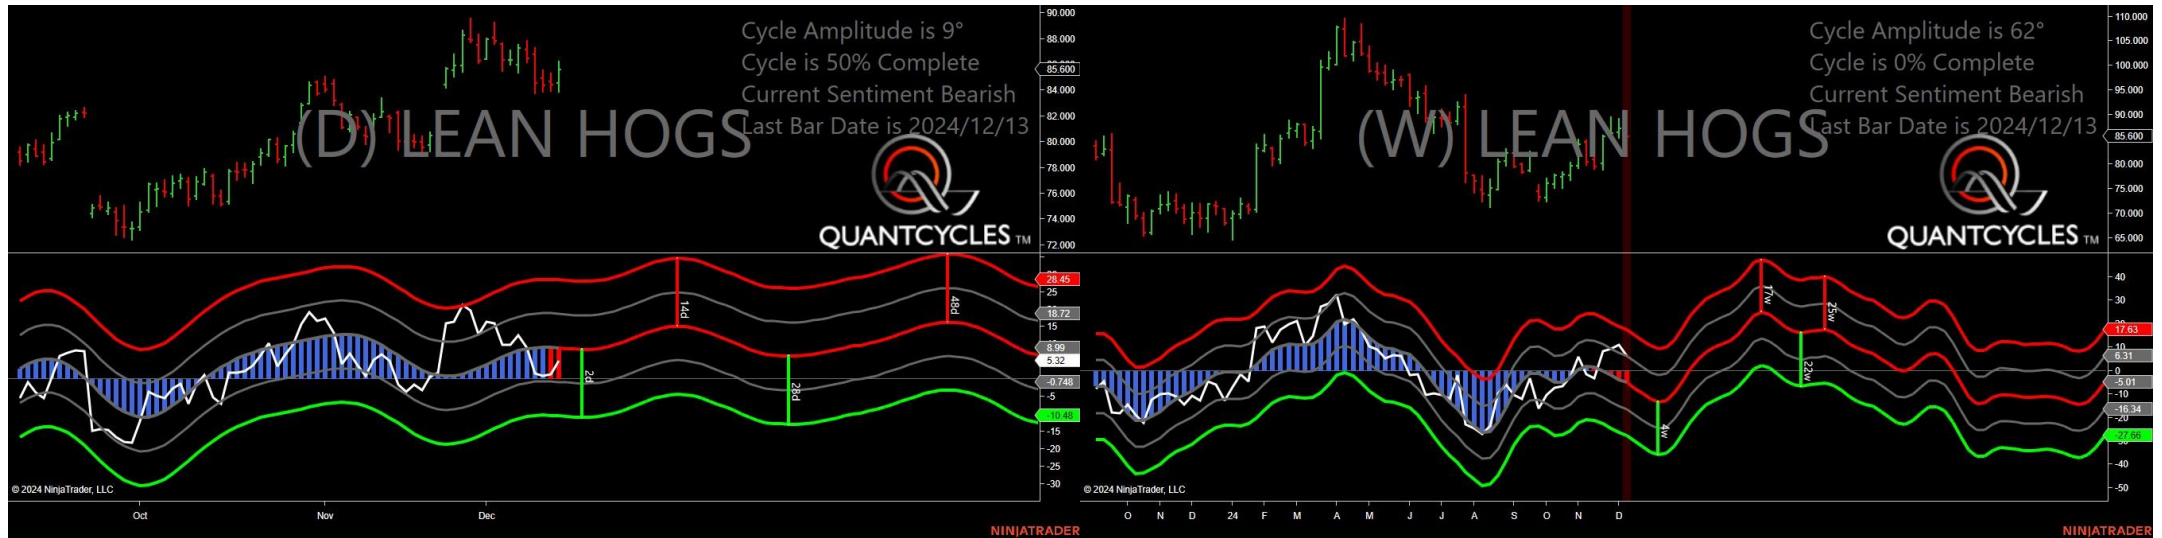 Cycle Amplitude is 9°
Cycle is 50% Complete
Current Sentiment Bearish
Last Bar Date is 2024/12/13
(D) LEAN HOGS
QUANTCYCLES TM
90.000
88.000
85.600
84.000
82.000
80.000
78.000
76.000
74.000
72.000
28.45
25
18.72
15
8.99
5.32
-0.748
-5
-10.48
-15
-20
-25
-30
14d
48d
2d
28d
© 2024 NinjaTrader, LLC
Oct
Nov
Dec
NINJATRADER
Cycle Amplitude is 62°
Cycle is 0% Complete
Current Sentiment Bearish
Last Bar Date is 2024/12/13
(W) LEAN HOGS
QUANTCYCLES TM
110.000
105.000
100.000
95.000
90.000
85.600
80.000
75.000
70.000
65.000
40
30
17.63
10
6.31
0
-5.01
-10
-16.34
-20
-27.66
-40
-50
17w
25w
22w
4w
© 2024 NinjaTrader, LLC
O N D 24 F M A M J J A S O N D
NINJATRADER